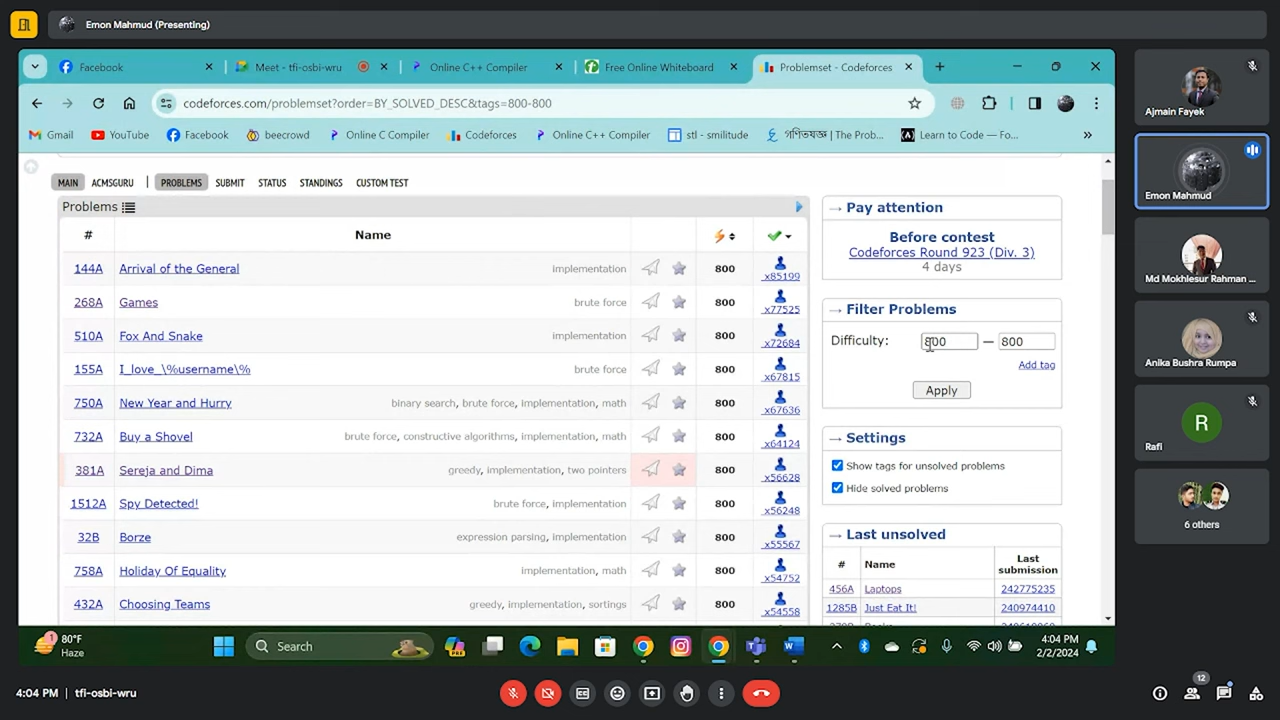 Emon Mahmud (Presenting)
Facebook
Meet - tfi-osbi-wru
Online C++ Compiler
Free Online Whiteboard
Problemset - Codeforces
codeforces.com/problemset?order=BY_SOLVED_DESC&tags=800-800
Gmail
YouTube
Facebook
beecrowd
Online C Compiler
Codeforces
Online C++ Compiler
stl - smilitude
গণিতযজ্ঞ | The Prob...
Learn to Code — Fo...
MAIN
ACMSGURU
PROBLEMS
SUBMIT
STATUS
STANDINGS
CUSTOM TEST
Problems
# Name
144A Arrival of the General implementation 800 x85199
268A Games brute force 800 x77525
510A Fox And Snake implementation 800 x72684
155A I_love_\%username\% brute force 800 x67815
750A New Year and Hurry binary search, brute force, implementation, math 800 x67636
732A Buy a Shovel brute force, constructive algorithms, implementation, math 800 x64124
381A Sereja and Dima greedy, implementation, two pointers 800 x56628
1512A Spy Detected! brute force, implementation 800 x56248
32B Borze expression parsing, implementation 800 x55567
758A Holiday Of Equality implementation, math 800 x54752
432A Choosing Teams greedy, implementation, sortings 800 x54558
→ Pay attention
Before contest
Codeforces Round 923 (Div. 3)
4 days
→ Filter Problems
Difficulty: 800 — 800
Add tag
Apply
→ Settings
Show tags for unsolved problems
Hide solved problems
→ Last unsolved
# Name Last submission
456A Laptops 242775235
1285B Just Eat It! 240974410
Ajmain Fayek
Emon Mahmud
Md Mokhlesur Rahman ...
Anika Bushra Rumpa
R
Rafi
6 others
80°F
Haze
Search
4:04 PM
2/2/2024
4:04 PM | tfi-osbi-wru
12